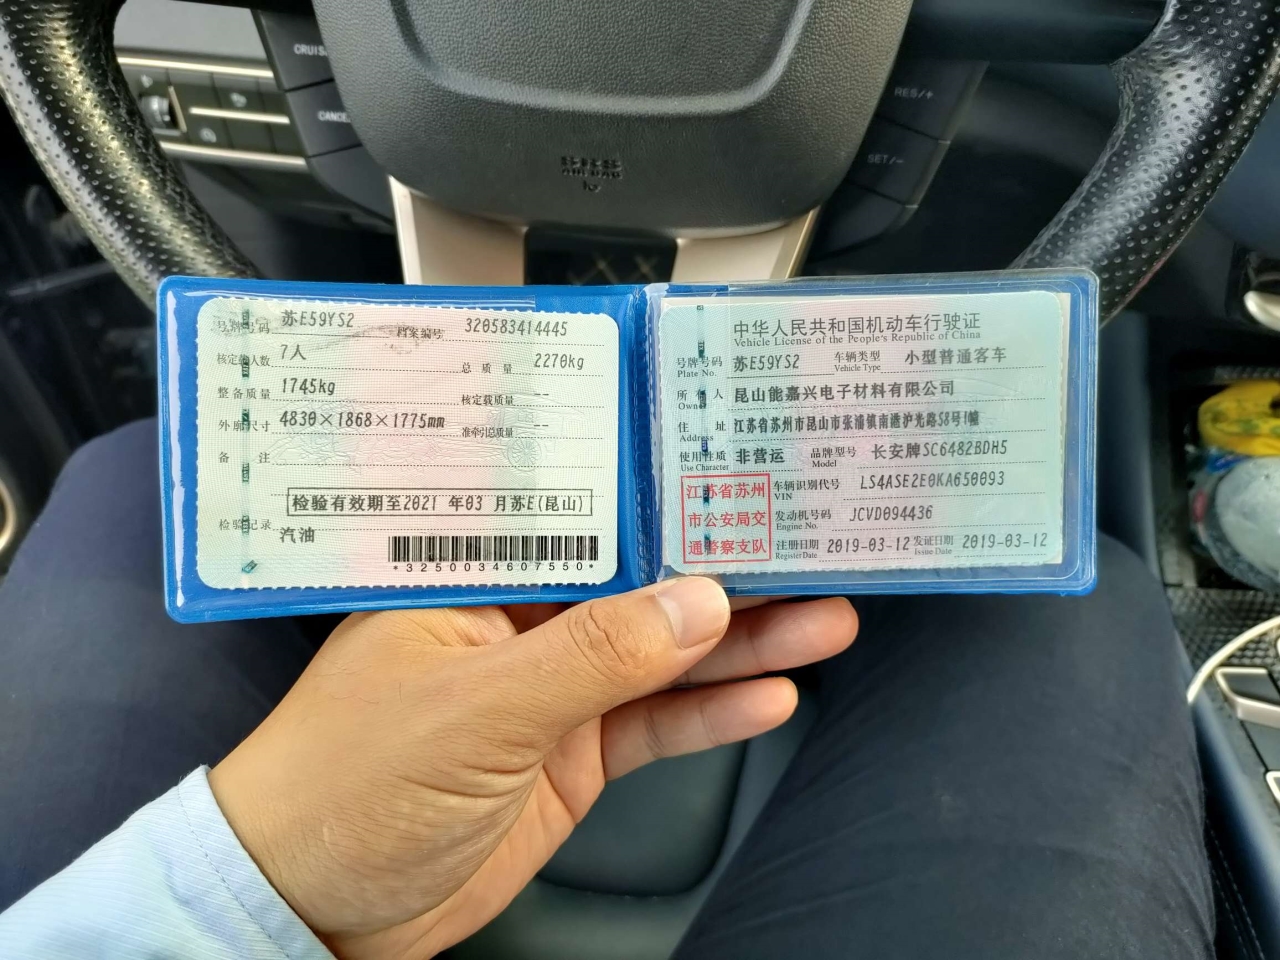 CRUIS
CANCE
RES/+
SET/-
SRS
AIRBAG
号牌号码 苏E59YS2 档案编号 320583414445
核定载人数 7人 总质量 2270kg
整备质量 1745kg 核定载质量 --
外廓尺寸 4830×1868×1775mm 准牵引总质量 --
备注
检验有效期至2021 年03 月苏E(昆山)
检验记录
汽油
*3250034607550*
中华人民共和国机动车行驶证
Vehicle License of the People's Republic of China
号牌号码 苏E59YS2 车辆类型 小型普通客车
Plate No. Vehicle Type
所有人 昆山能嘉兴电子材料有限公司
Owner
住址 江苏省苏州市昆山市张浦镇南港沪光路58号1幢
Address
使用性质 非营运 品牌型号 长安牌SC6482BDH5
Use Character Model
江苏省苏州
市公安局交
通警察支队
车辆识别代号 LS4ASE2E0KA650093
VIN
发动机号码 JCVD094436
Engine No.
注册日期 2019-03-12 发证日期 2019-03-12
Register Date Issue Date